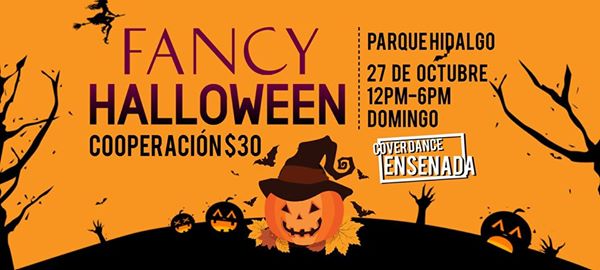 FANCY
HALLOWEEN
COOPERACIÓN $30
PARQUE HIDALGO
27 DE OCTUBRE
12PM-6PM
DOMINGO
COVER DANCE
ENSENADA